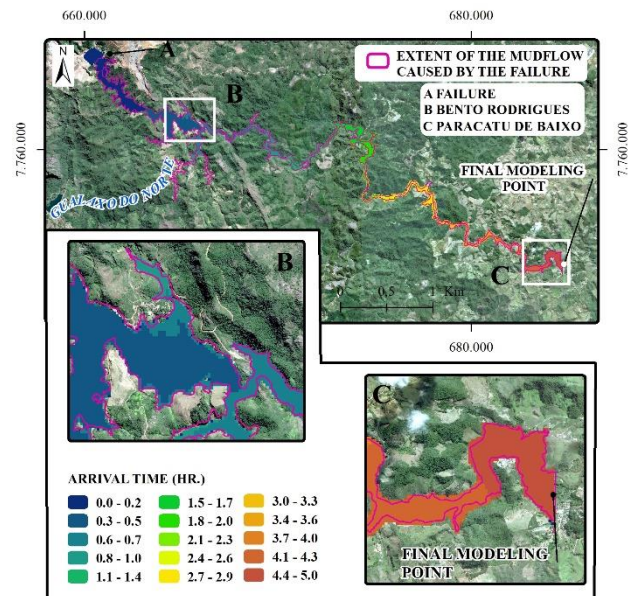 660.000
680.000
N
A
EXTENT OF THE MUDFLOW
CAUSED BY THE FAILURE
A FAILURE
B BENTO RODRIGUES
C PARACATU DE BAIXO
B
7.760.000
7.760.000
GUALAXO DO NORTE
FINAL MODELING
POINT
C
0 0.5 1 Km
680.000
B
C
FINAL MODELING
POINT
ARRIVAL TIME (HR.)
0.0 - 0.2
0.3 - 0.5
0.6 - 0.7
0.8 - 1.0
1.1 - 1.4
1.5 - 1.7
1.8 - 2.0
2.1 - 2.3
2.4 - 2.6
2.7 - 2.9
3.0 - 3.3
3.4 - 3.6
3.7 - 4.0
4.1 - 4.3
4.4 - 5.0